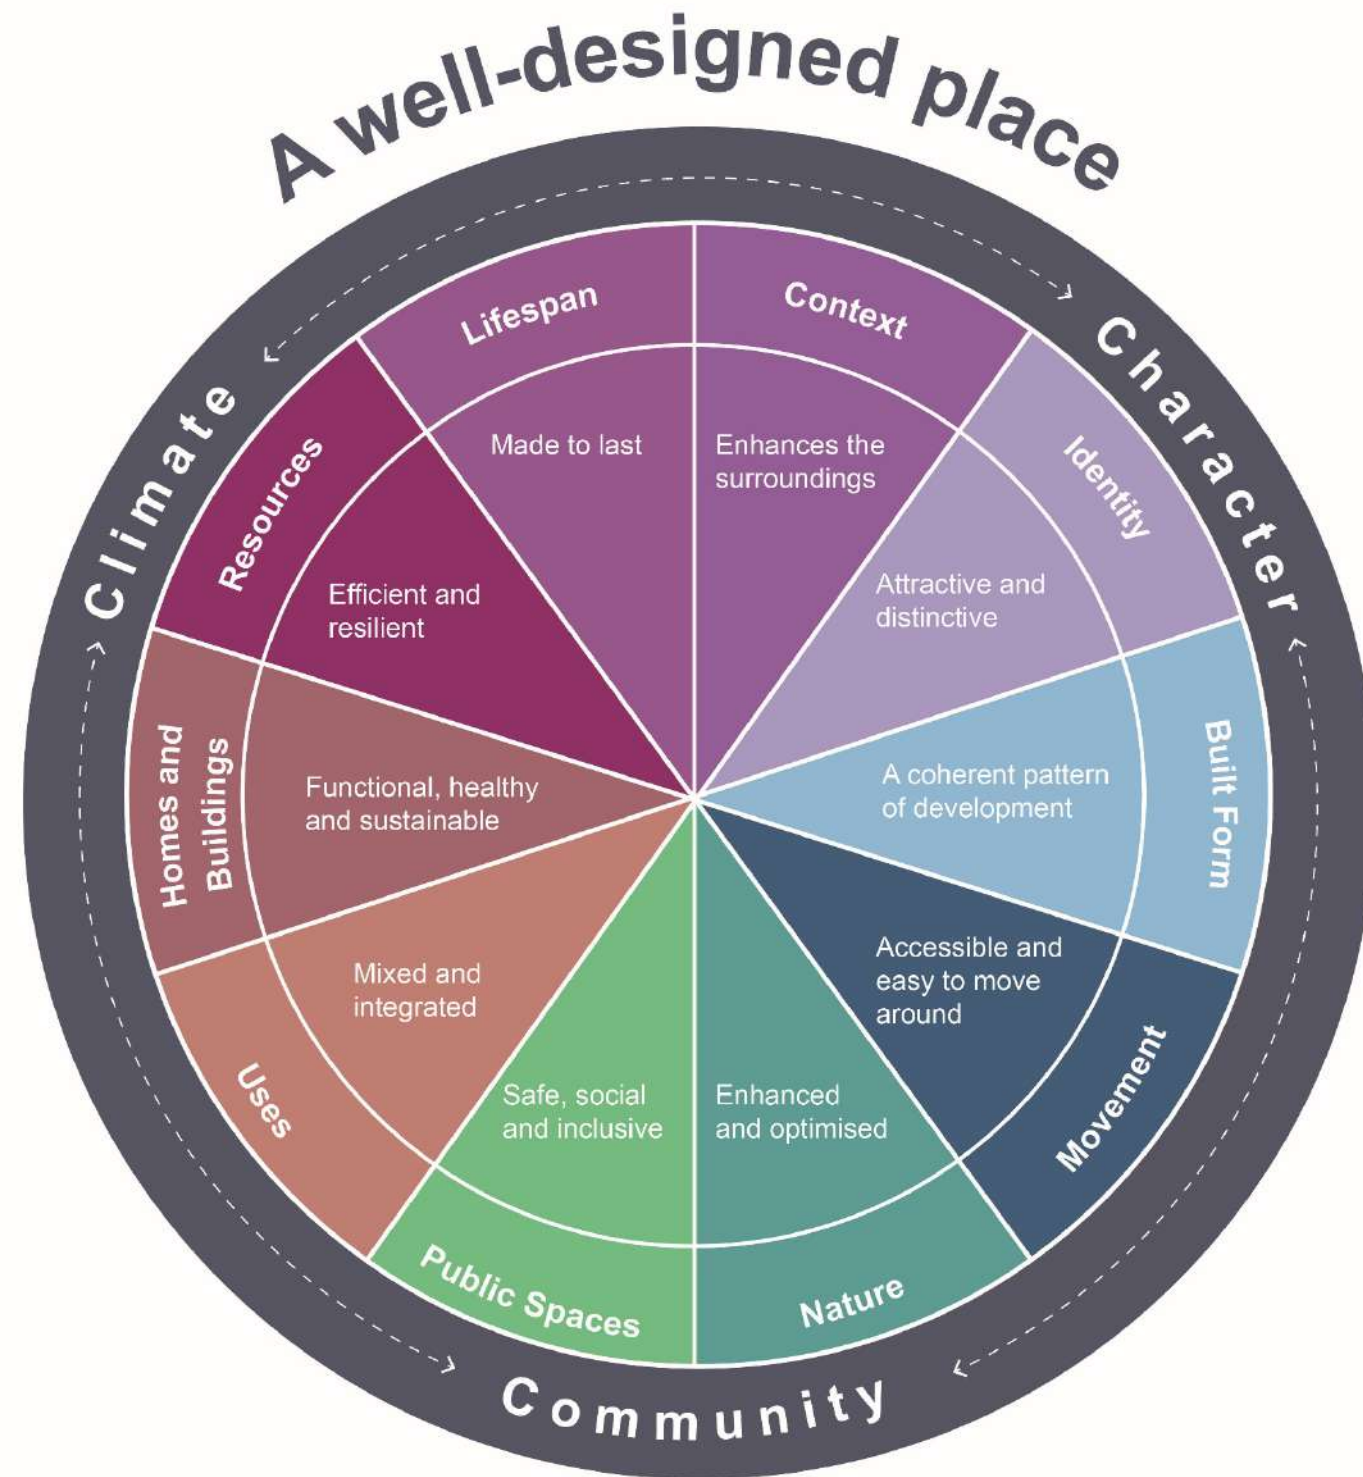 A well-designed place
Climate
Character
Community
Lifespan
Made to last
Context
Enhances the
surroundings
Identity
Attractive and
distinctive
Built Form
A coherent pattern
of development
Movement
Accessible and
easy to move
around
Nature
Enhanced
and optimised
Public Spaces
Safe, social
and inclusive
Uses
Mixed and
integrated
Homes and
Buildings
Functional, healthy
and sustainable
Resources
Efficient and
resilient